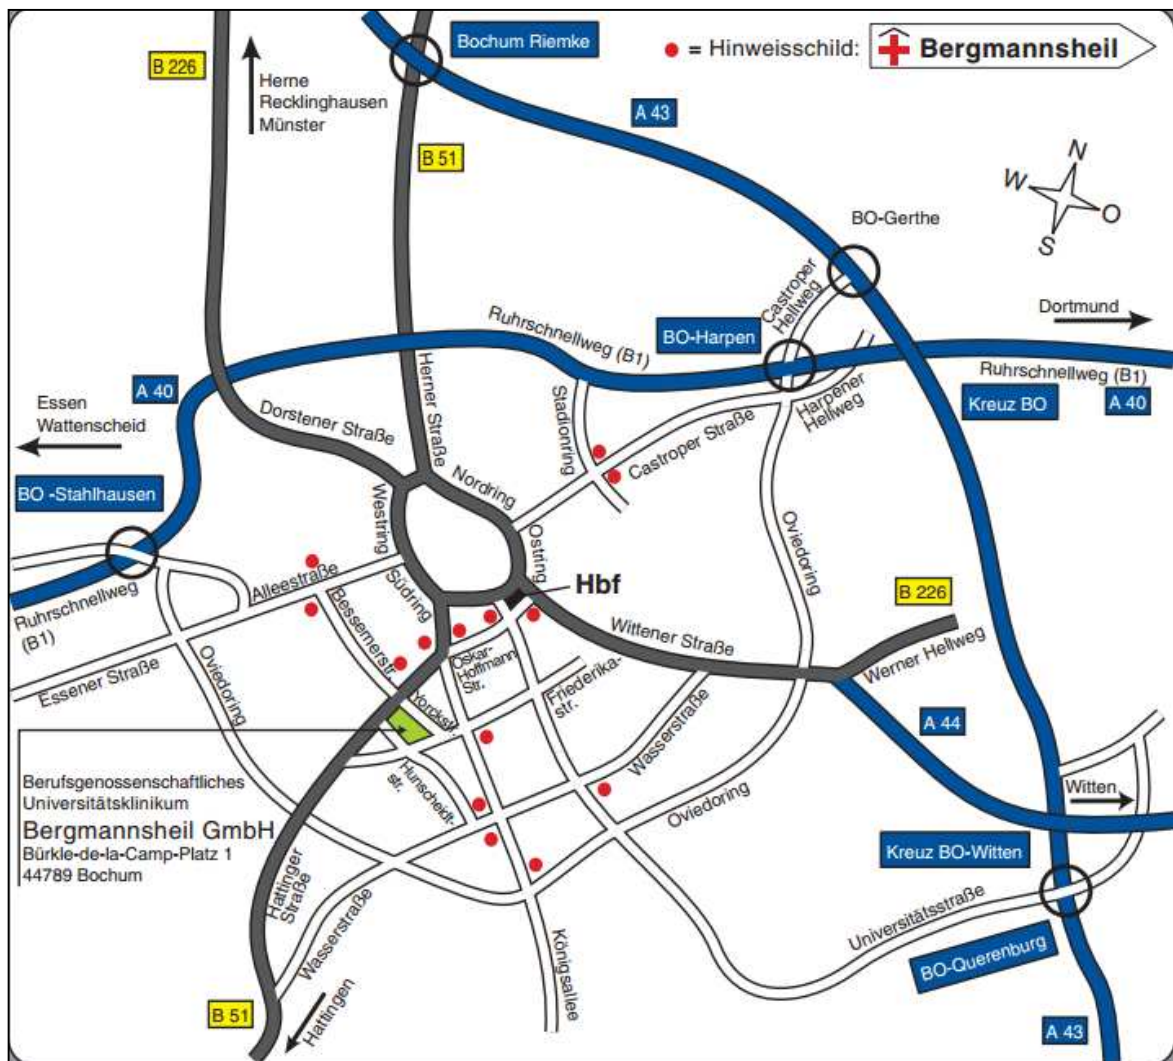 Bochum Riemke
= Hinweisschild:
Bergmannsheil
B 226
Herne
Recklinghausen
Münster
B 51
A 43
N
W
O
S
BO-Gerthe
Castroper
Hellweg
Dortmund
Ruhrschnellweg (B1)
BO-Harpen
Ruhrschnellweg (B1)
A 40
Kreuz BO
A 40
Essen
Wattenscheid
Dorstener Straße
Herner Straße
Stadionring
Castroper Straße
Harpener
Hellweg
BO -Stahlhausen
Nordring
Westring
Ostring
Oviedoring
Hbf
Alleestraße
Bessemerstr.
Südring
B 226
Ruhrschnellweg
(B1)
Wittener Straße
Werner Hellweg
Essener Straße
Oviedoring
Oskar-
Hoffmann
Str.
Friederika-
str.
Yorckstr.
Wasserstraße
A 44
Hunscheidt-
str.
Oviedoring
Witten
Berufsgenossenschaftliches
Universitätsklinikum
Bergmannsheil GmbH
Bürkle-de-la-Camp-Platz 1
44789 Bochum
Kreuz BO-Witten
Hattinger
Straße
Wasserstraße
Königsallee
Universitätsstraße
BO-Querenburg
B 51
Hattingen
A 43